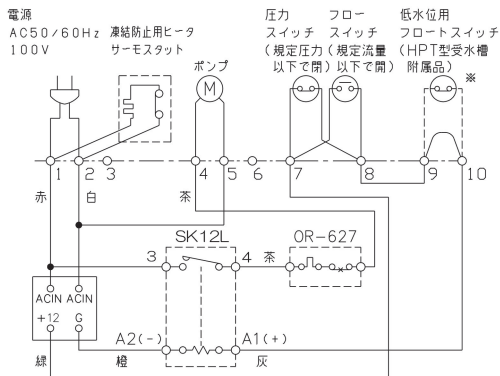 電源
AC50/60Hz
100V
凍結防止用ヒータ
サーモスタット
ポンプ
M
圧力
スイッチ
(規定圧力
以下で閉)
フロー
スイッチ
(規定流量
以下で開)
低水位用
フロートスイッチ
(HPT型受水槽
附属品)
※
1 2 3 4 5 6 7 8 9 10
赤 白 茶
SK12L
OR-627
3 4 茶
ACIN ACIN
+12 G
A2(-) A1(+)
緑 橙 灰